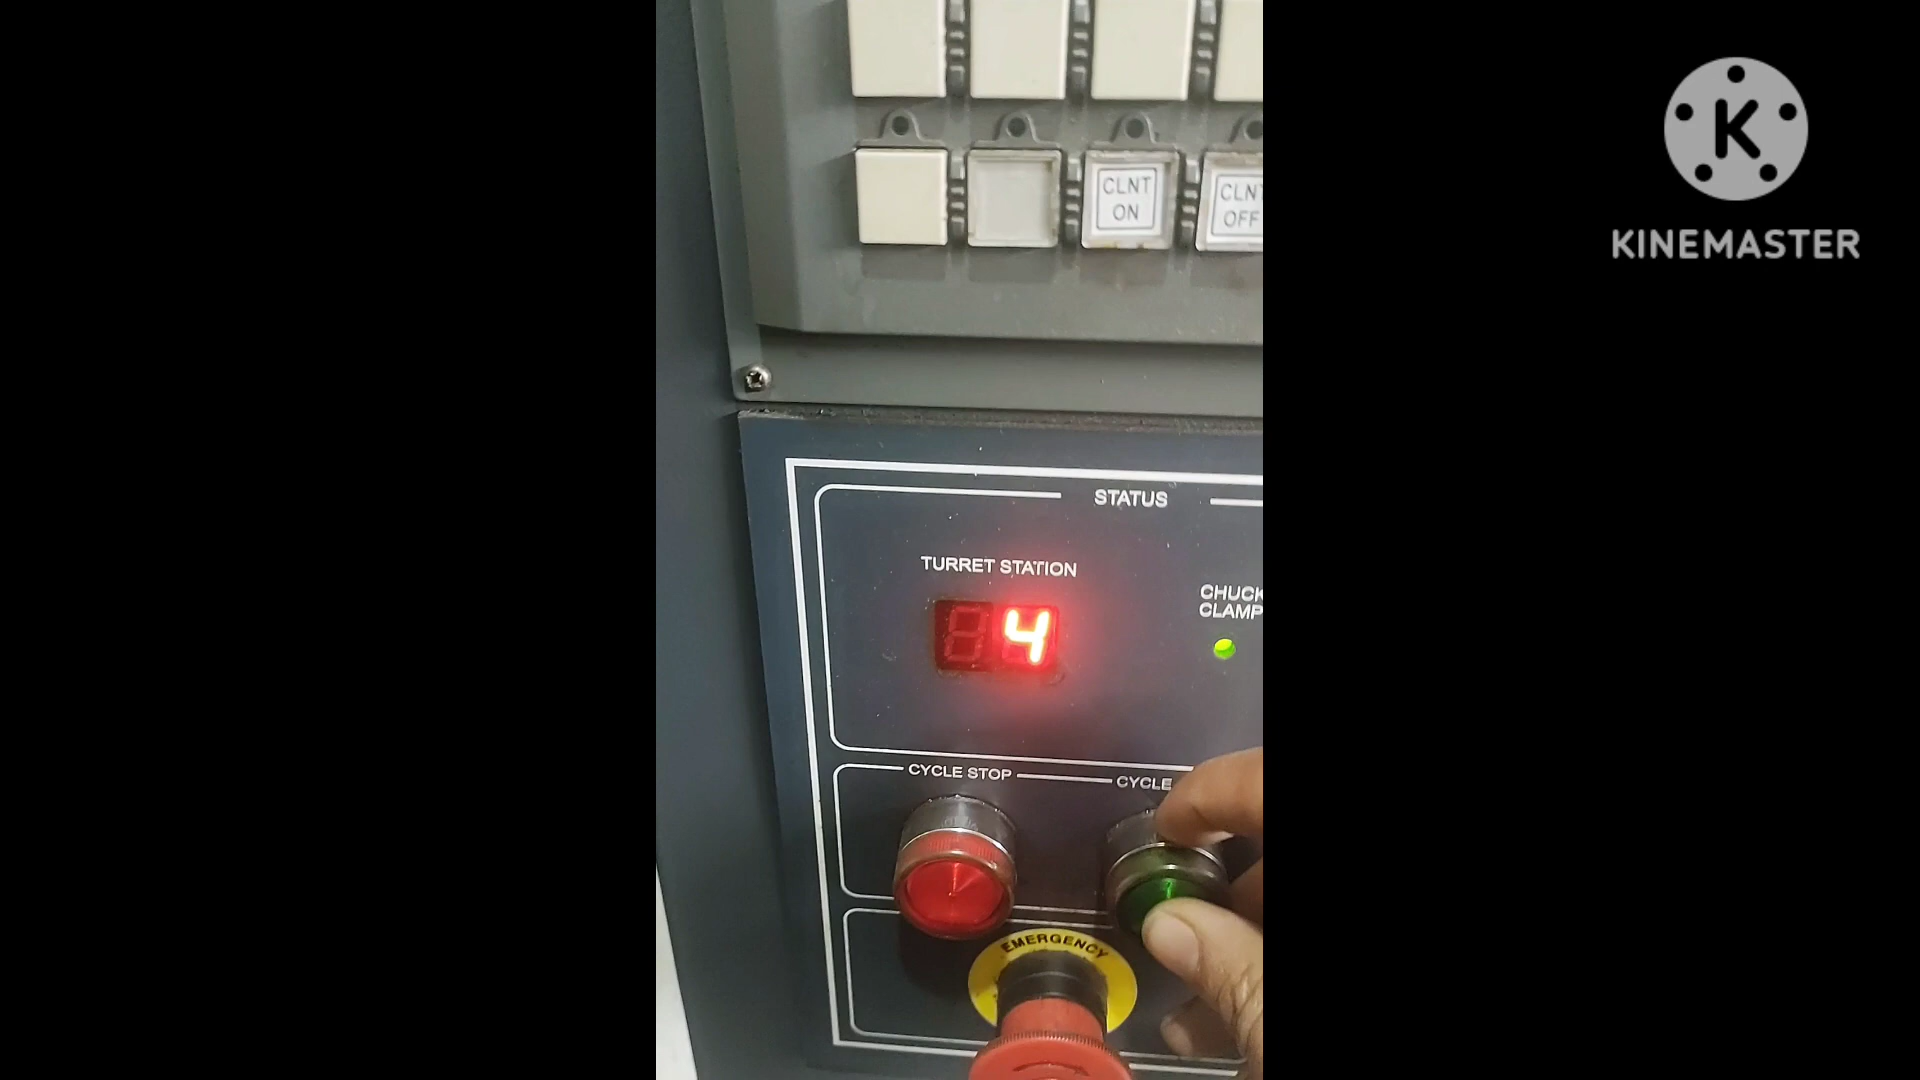 CLNT
ON
CLNT
OFF
K
KINEMASTER
STATUS
TURRET STATION
CHUCK
CLAMP
4
CYCLE STOP
CYCLE
EMERGENCY